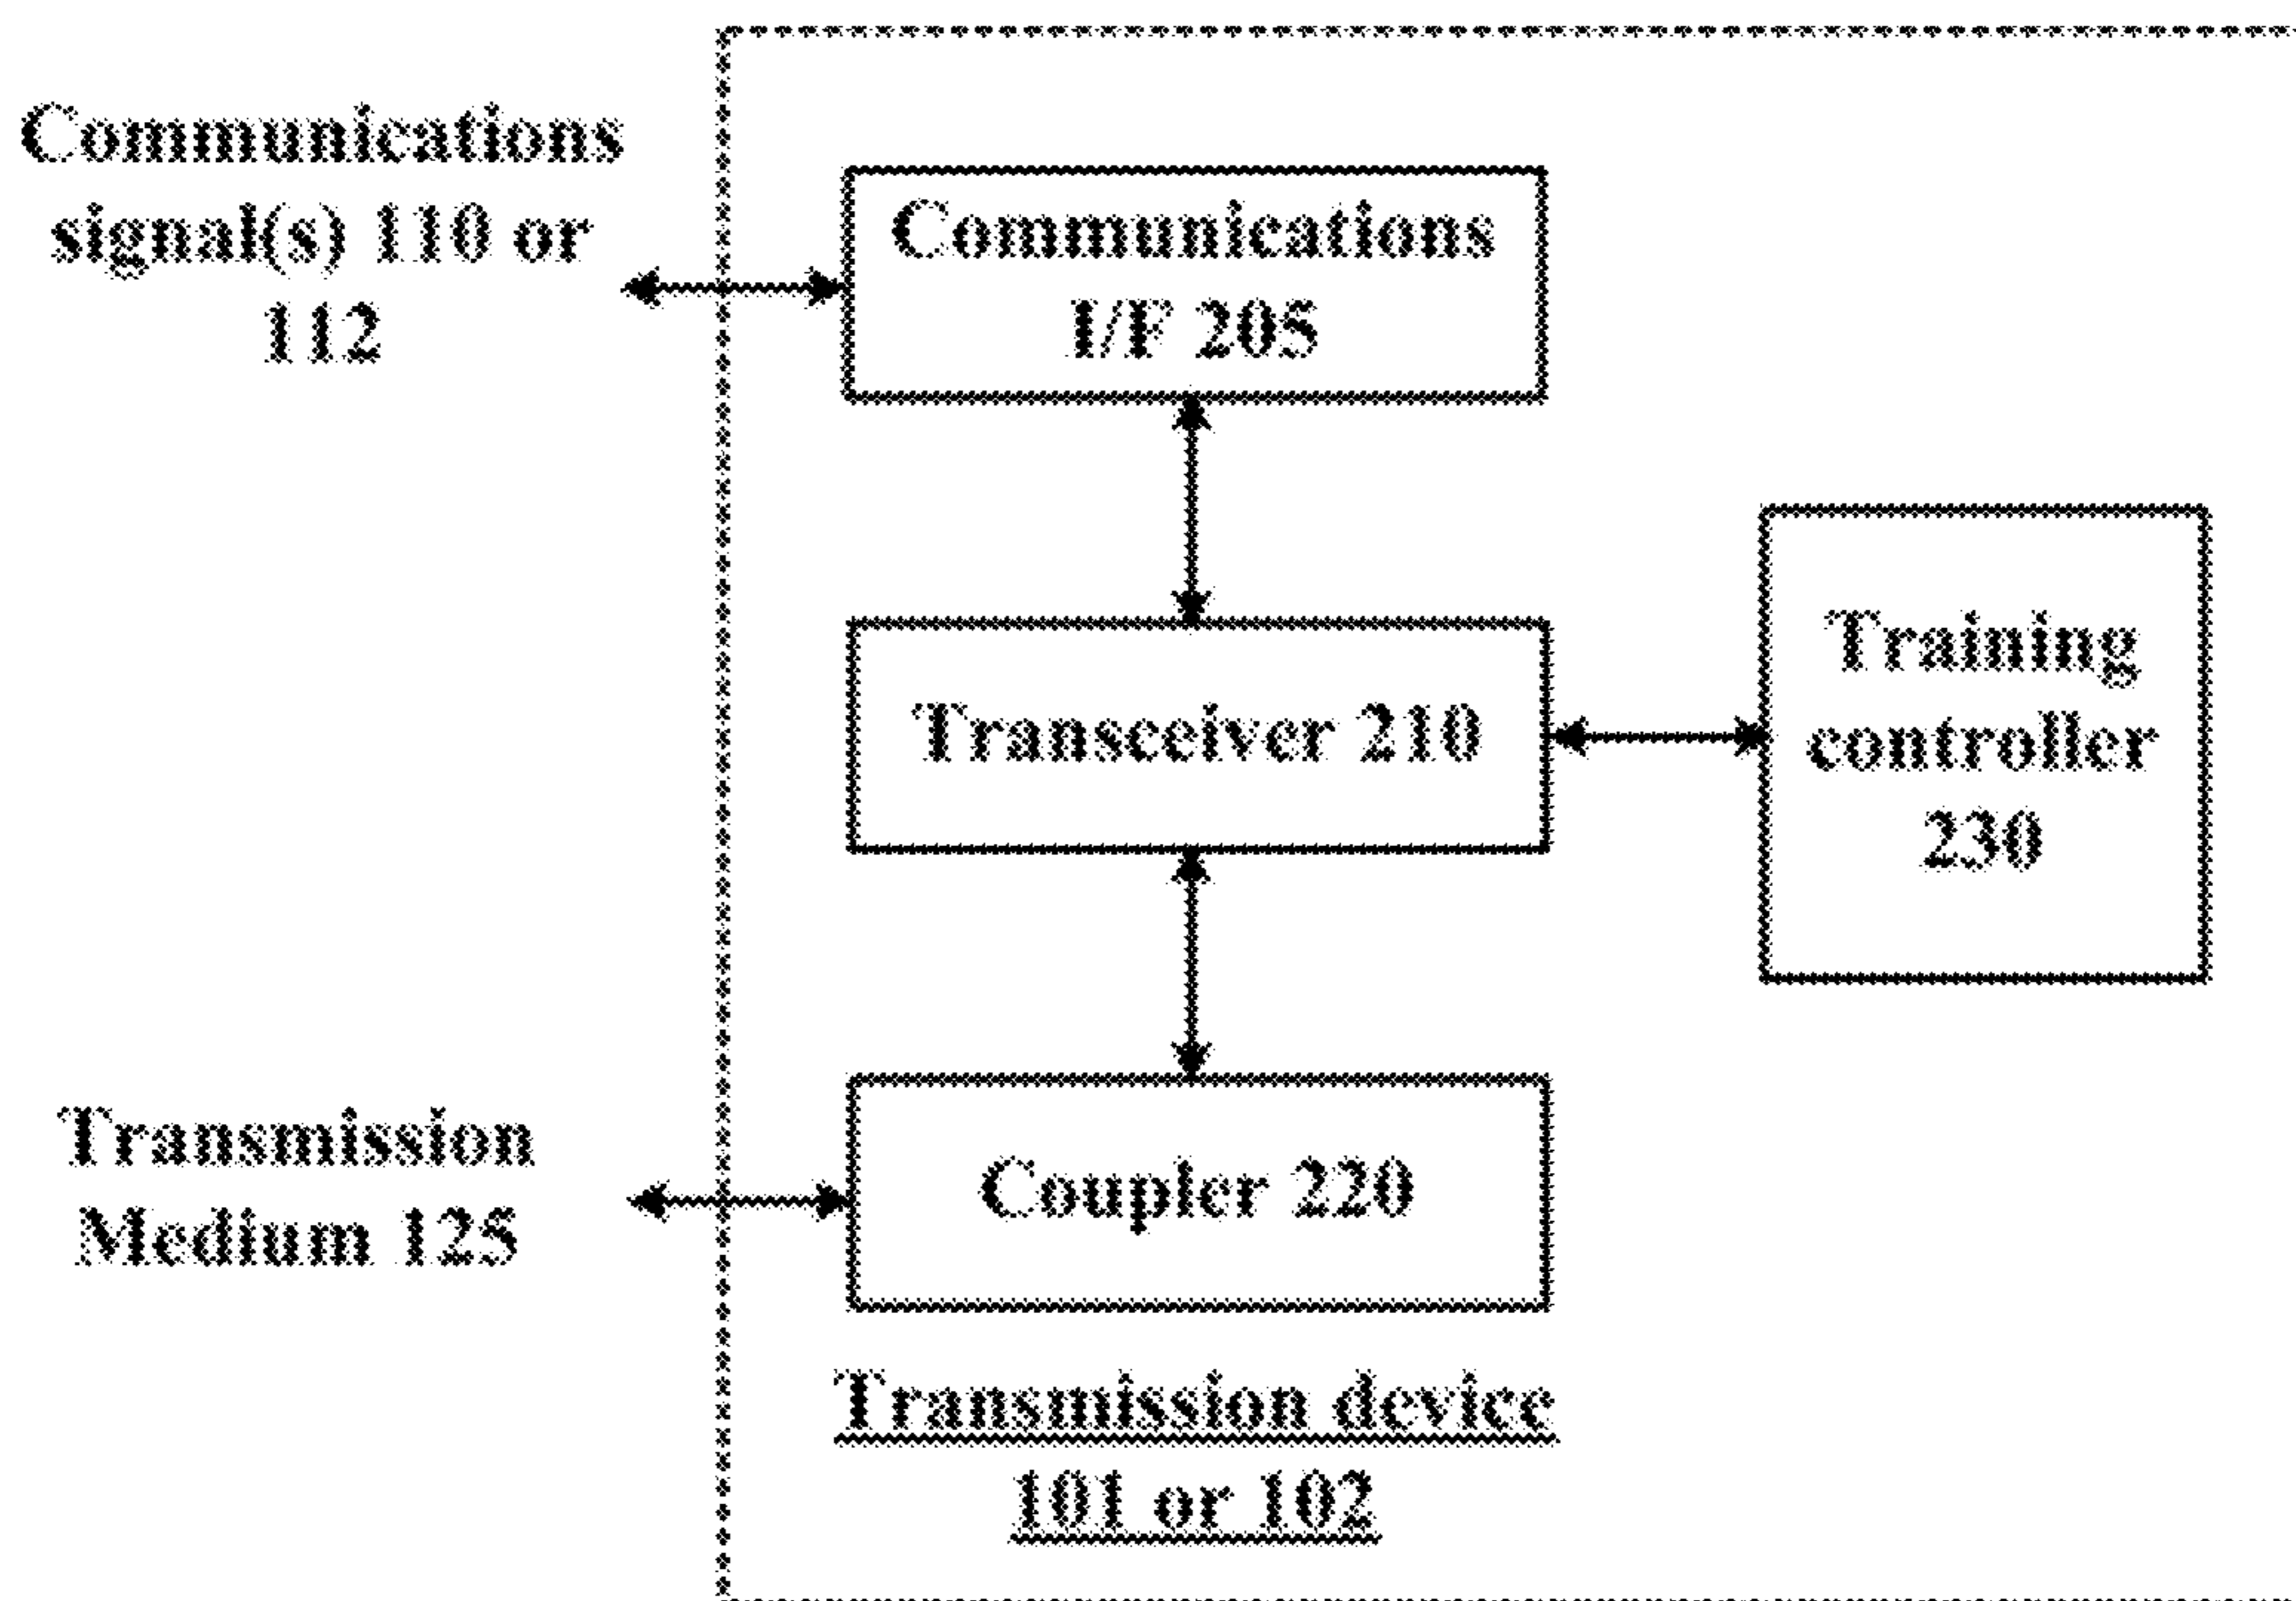 Communications
signal(s) 110 or
112
Communications
I/F 205
Transceiver 210
Training
controller
230
Transmission
Medium 125
Coupler 220
Transmission device
101 or 102